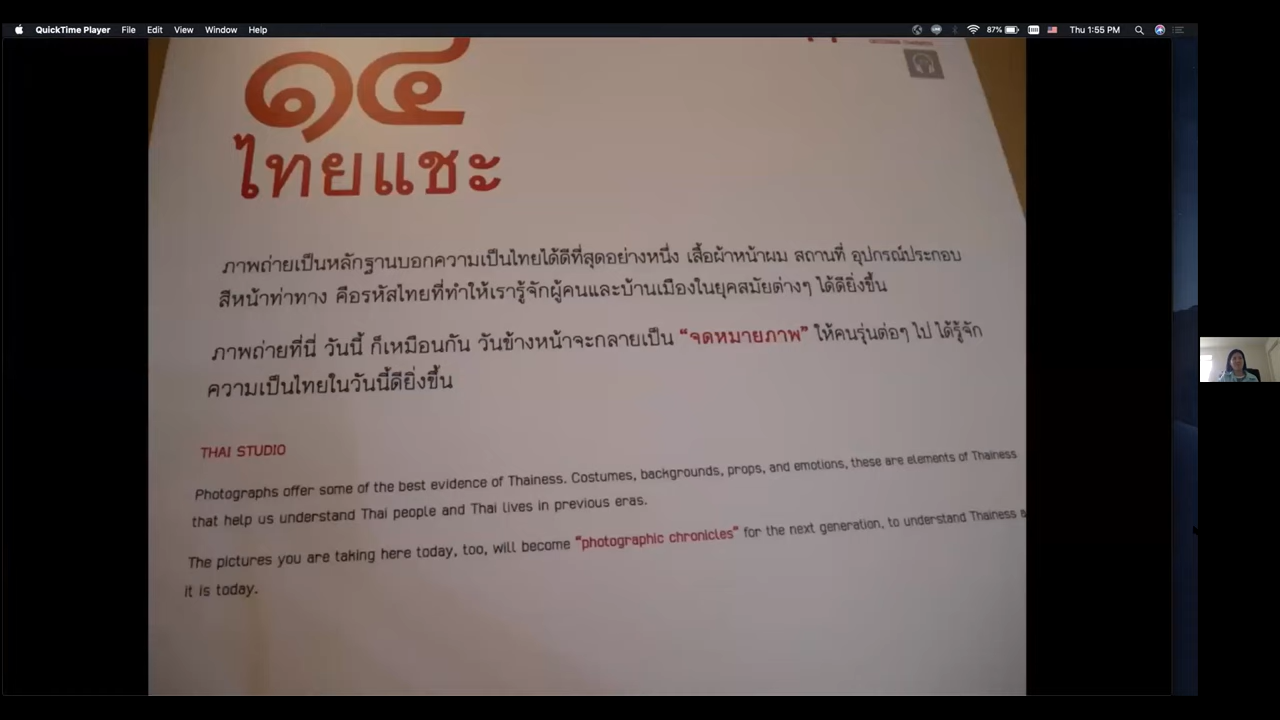 QuickTime Player File Edit View Window Help 87% Thu 1:55 PM
๑๔
ไทยแชะ
ภาพถ่ายเป็นหลักฐานบอกความเป็นไทยได้ดีที่สุดอย่างหนึ่ง เสื้อผ้าหน้าผม สถานที่ อุปกรณ์ประกอบ
สีหน้าท่าทาง คือรหัสไทยที่ทำให้เรารู้จักผู้คนและบ้านเมืองในยุคสมัยต่างๆ ได้ดียิ่งขึ้น
ภาพถ่ายที่นี่ วันนี้ ก็เหมือนกัน วันข้างหน้าจะกลายเป็น “จดหมายภาพ” ให้คนรุ่นต่อๆ ไป ได้รู้จัก
ความเป็นไทยในวันนี้ดียิ่งขึ้น
THAI STUDIO
Photographs offer some of the best evidence of Thainess. Costumes, backgrounds, props, and emotions, these are elements of Thainess
that help us understand Thai people and Thai lives in previous eras.
The pictures you are taking here today, too, will become “photographic chronicles” for the next generation, to understand Thainess a
it is today.